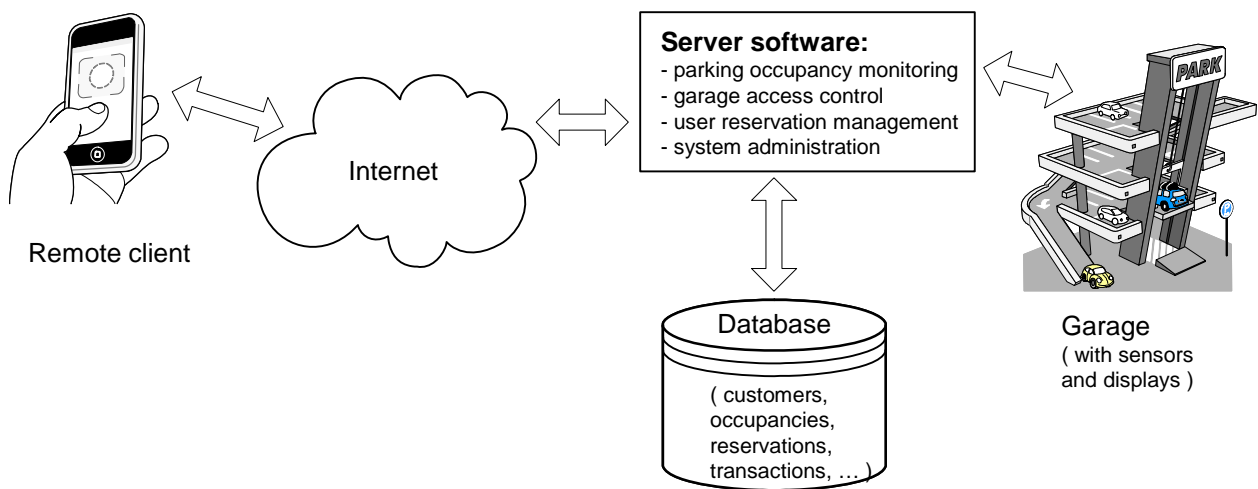 Remote client
Internet
Server software:
- parking occupancy monitoring
- garage access control
- user reservation management
- system administration
Database
( customers,
occupancies,
reservations,
transactions, … )
PARK
Garage
( with sensors
and displays )